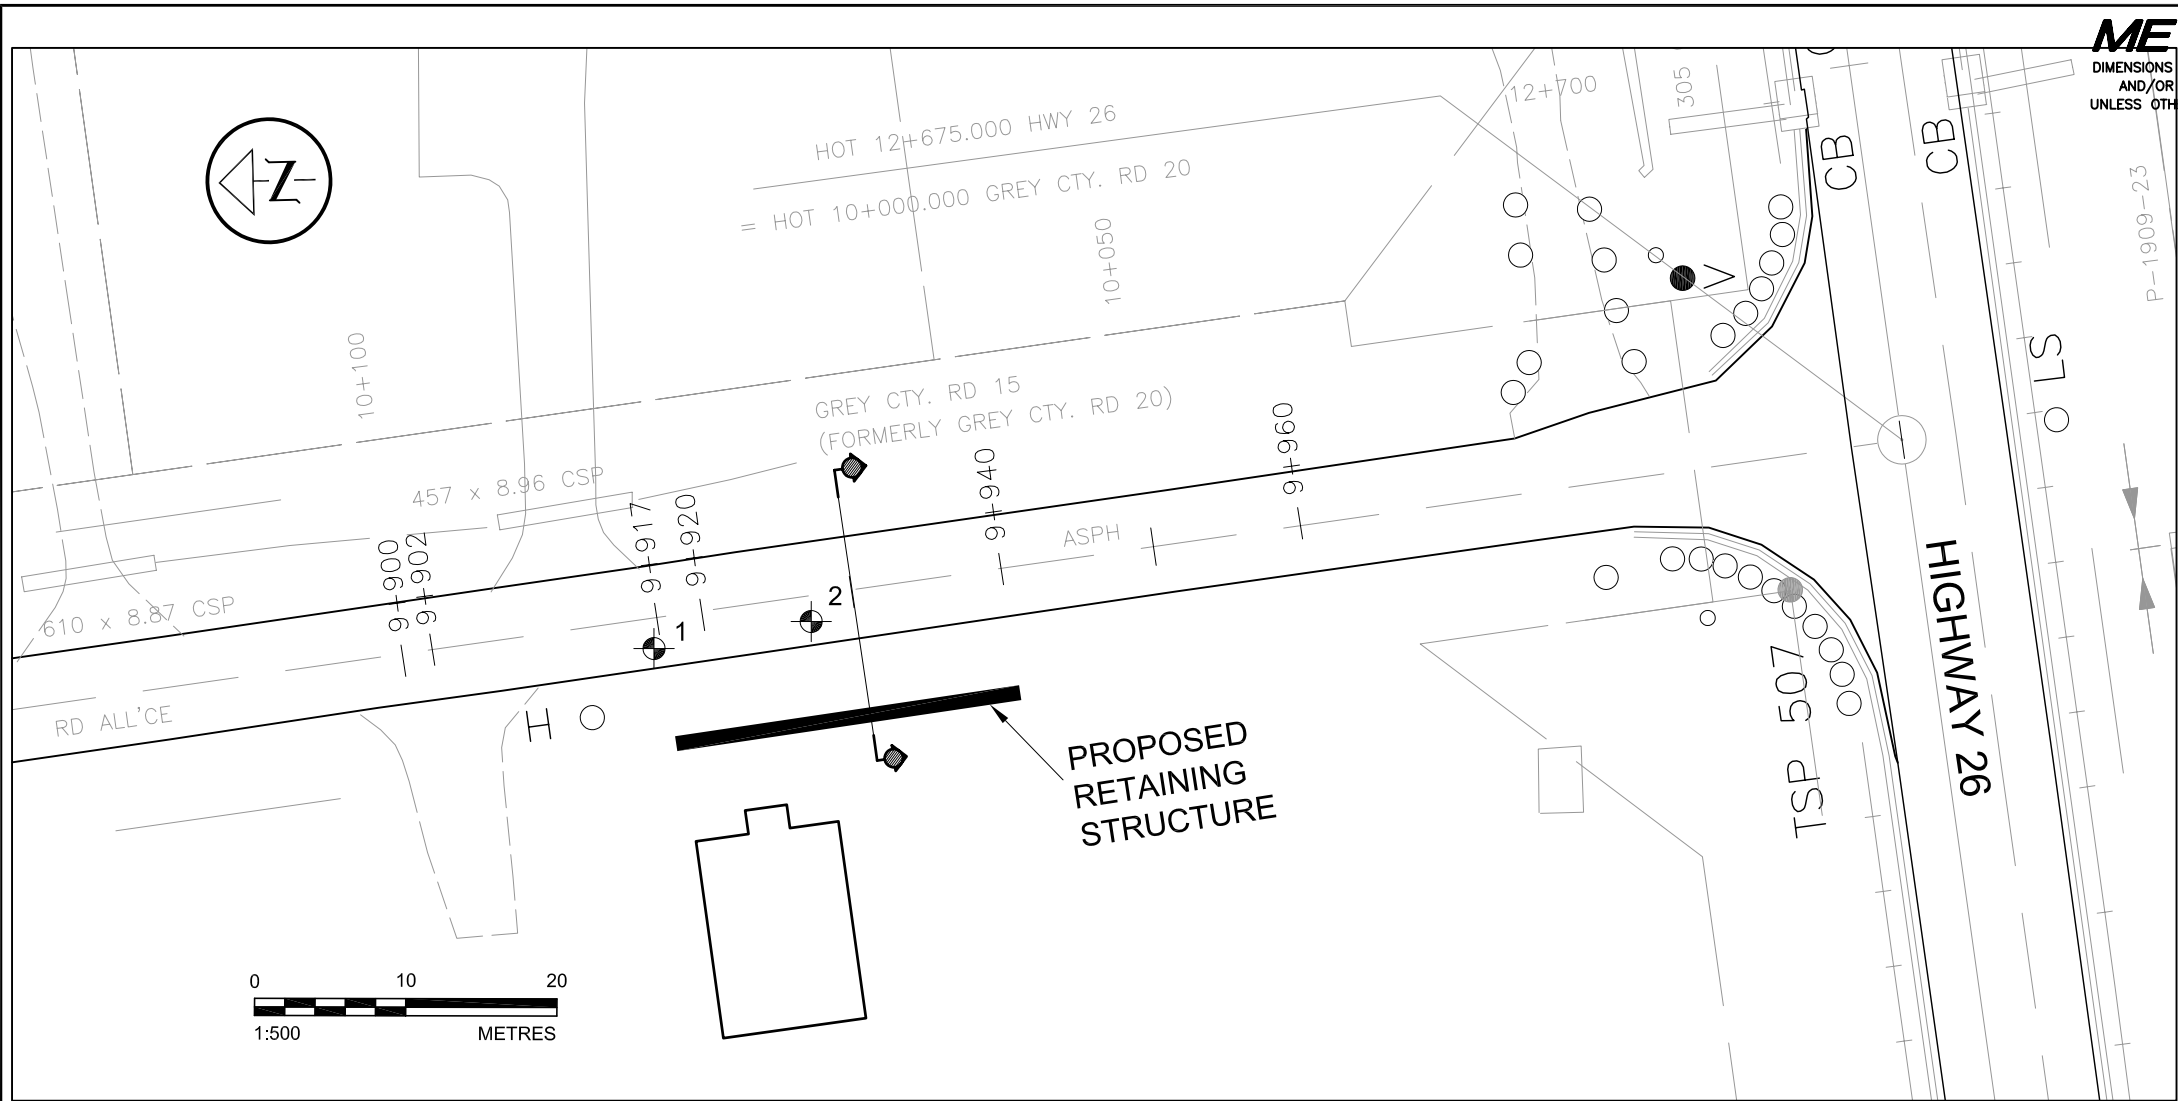 ME
DIMENSIONS
AND/OR
UNLESS OTH
N
HOT 12+675.000 HWY 26
= HOT 10+000.000 GREY CTY. RD 20
12+700
305
CB
CB
P-1909-23
10+050
10+100
V
LS
GREY CTY. RD 15
(FORMERLY GREY CTY. RD 20)
457 x 8.96 CSP
610 x 8.87 CSP
9+900
9+902
9+917
9+920
9+940
9+960
ASPH
1
2
RD ALL'CE
H
PROPOSED
RETAINING
STRUCTURE
TSP 507
HIGHWAY 26
0 10 20
1:500 METRES